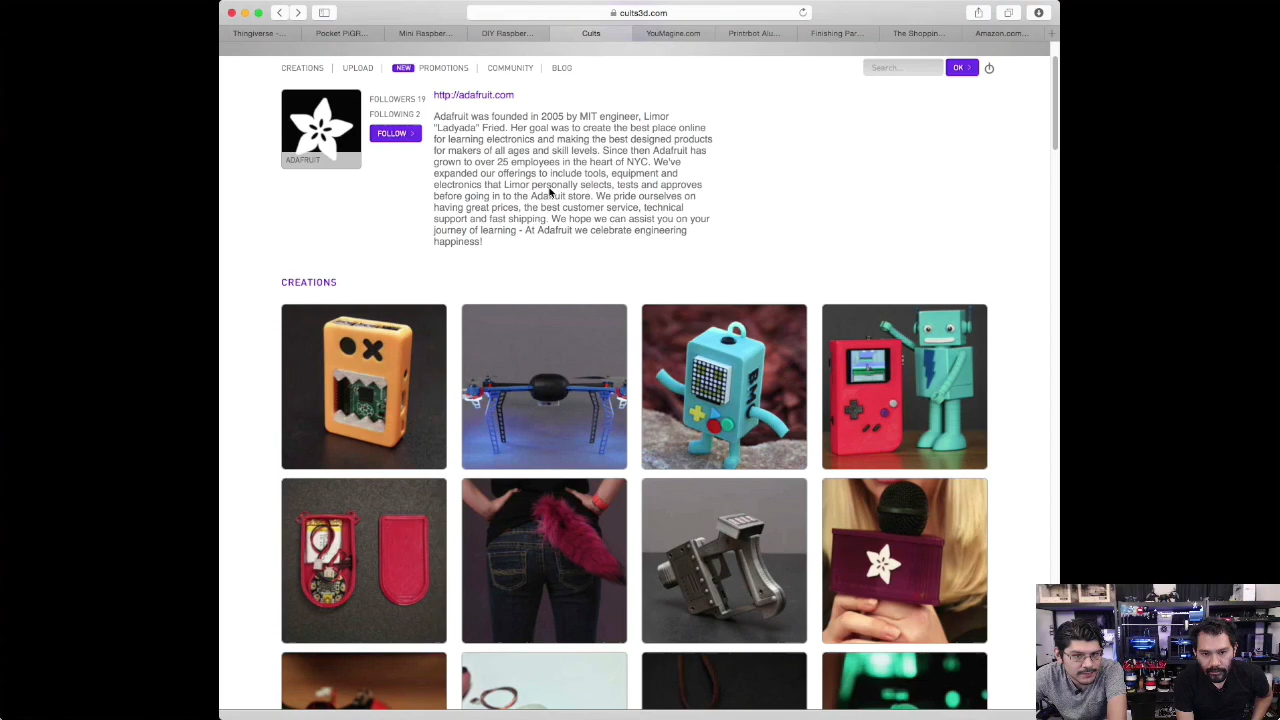 cults3d.com
Thingiverse -...
Pocket PiGR...
Mini Raspber...
DIY Raspber...
Cults
YouMagine.com
Printrbot Alu...
Finishing Par...
The Shoppin...
Amazon.com...
CREATIONS
UPLOAD
NEW PROMOTIONS
COMMUNITY
BLOG
Search...
OK
ADAFRUIT
FOLLOWERS 19
FOLLOWING 2
FOLLOW
http://adafruit.com
Adafruit was founded in 2005 by MIT engineer, Limor
"Ladyada" Fried. Her goal was to create the best place online
for learning electronics and making the best designed products
for makers of all ages and skill levels. Since then Adafruit has
grown to over 25 employees in the heart of NYC. We've
expanded our offerings to include tools, equipment and
electronics that Limor personally selects, tests and approves
before going in to the Adafruit store. We pride ourselves on
having great prices, the best customer service, technical
support and fast shipping. We hope we can assist you on your
journey of learning - At Adafruit we celebrate engineering
happiness!
CREATIONS
BMO